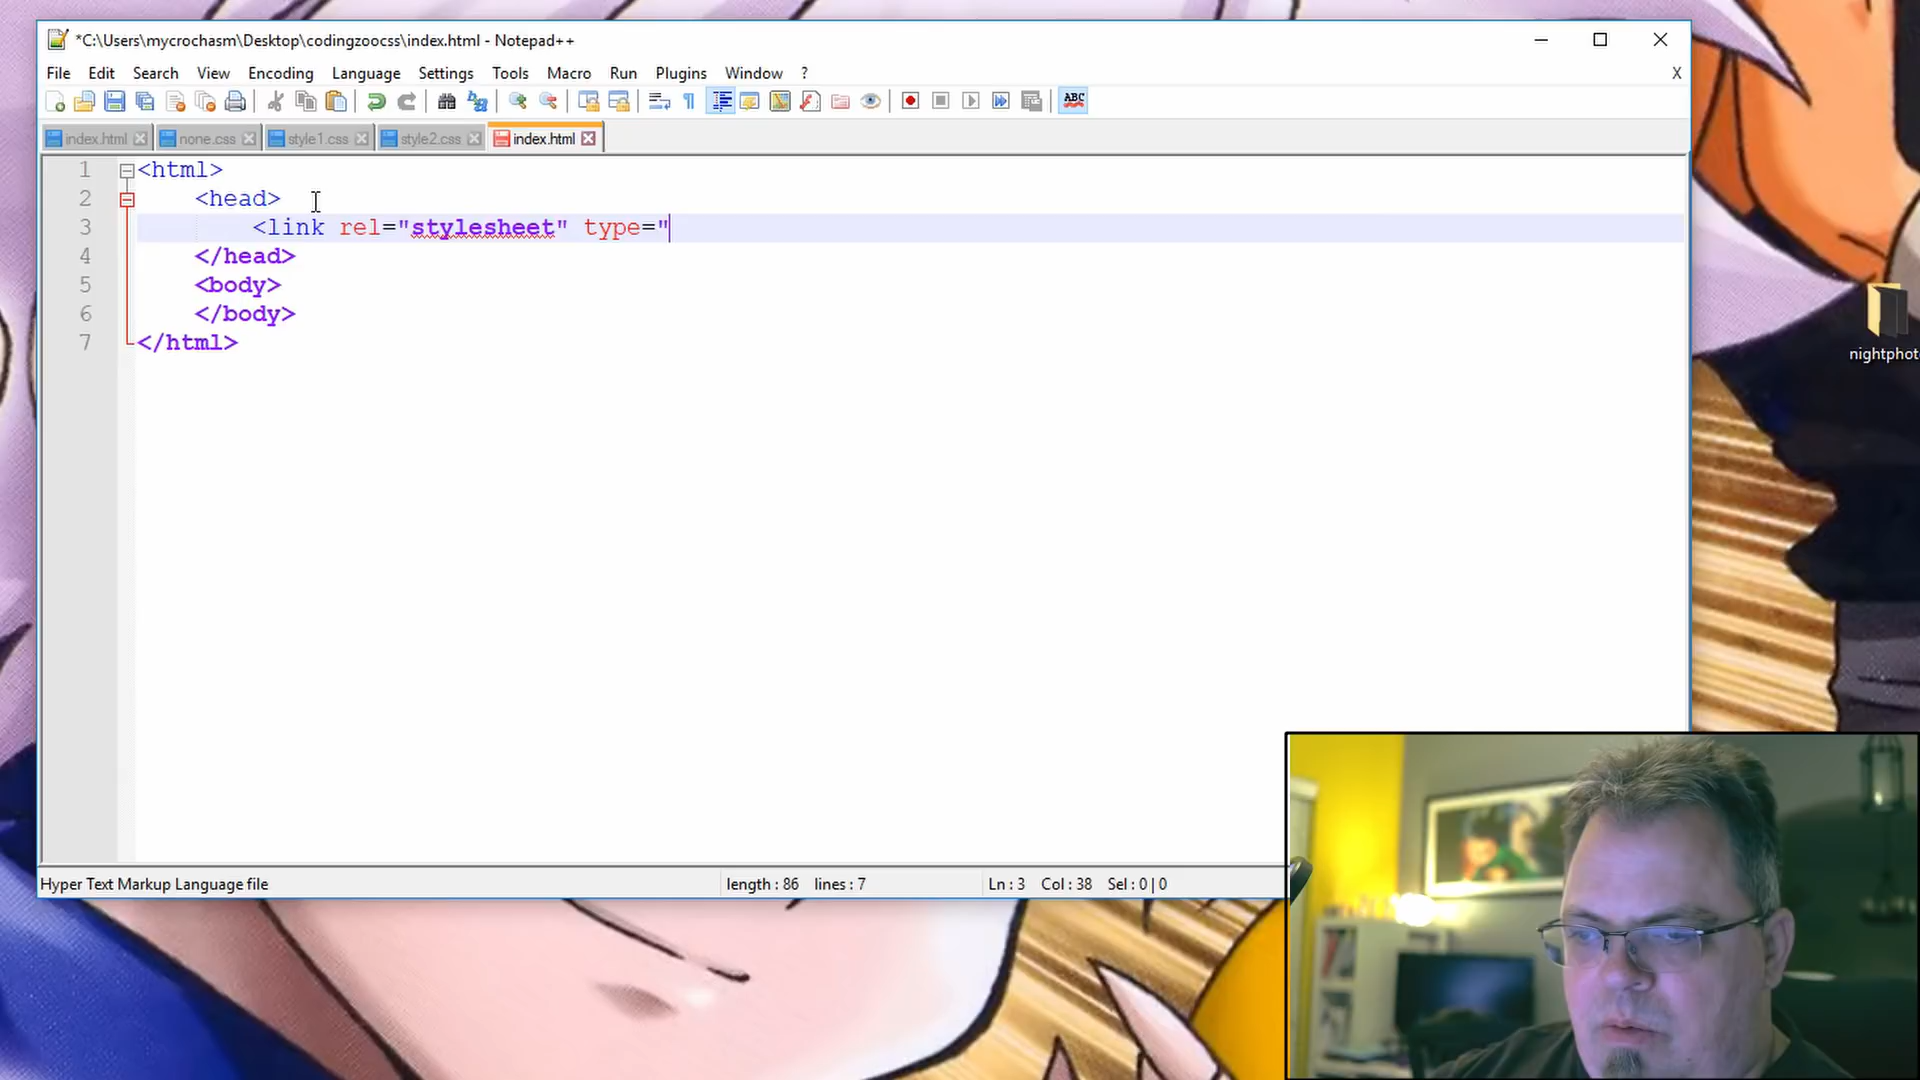 *C:\Users\mycrochasm\Desktop\codingzoocss\index.html - Notepad++
File Edit Search View Encoding Language Settings Tools Macro Run Plugins Window ? X
ABC
index.html none.css style1.css style2.css index.html
1 <html>
2 <head>
3 <link rel="stylesheet" type="
4 </head>
5 <body>
6 </body>
7 </html>
nightphot
Hyper Text Markup Language file length : 86 lines : 7 Ln : 3 Col : 38 Sel : 0 | 0